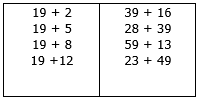 19 + 2
19 + 5
19 + 8
19 +12
39 + 16
28 + 39
59 + 13
23 + 49